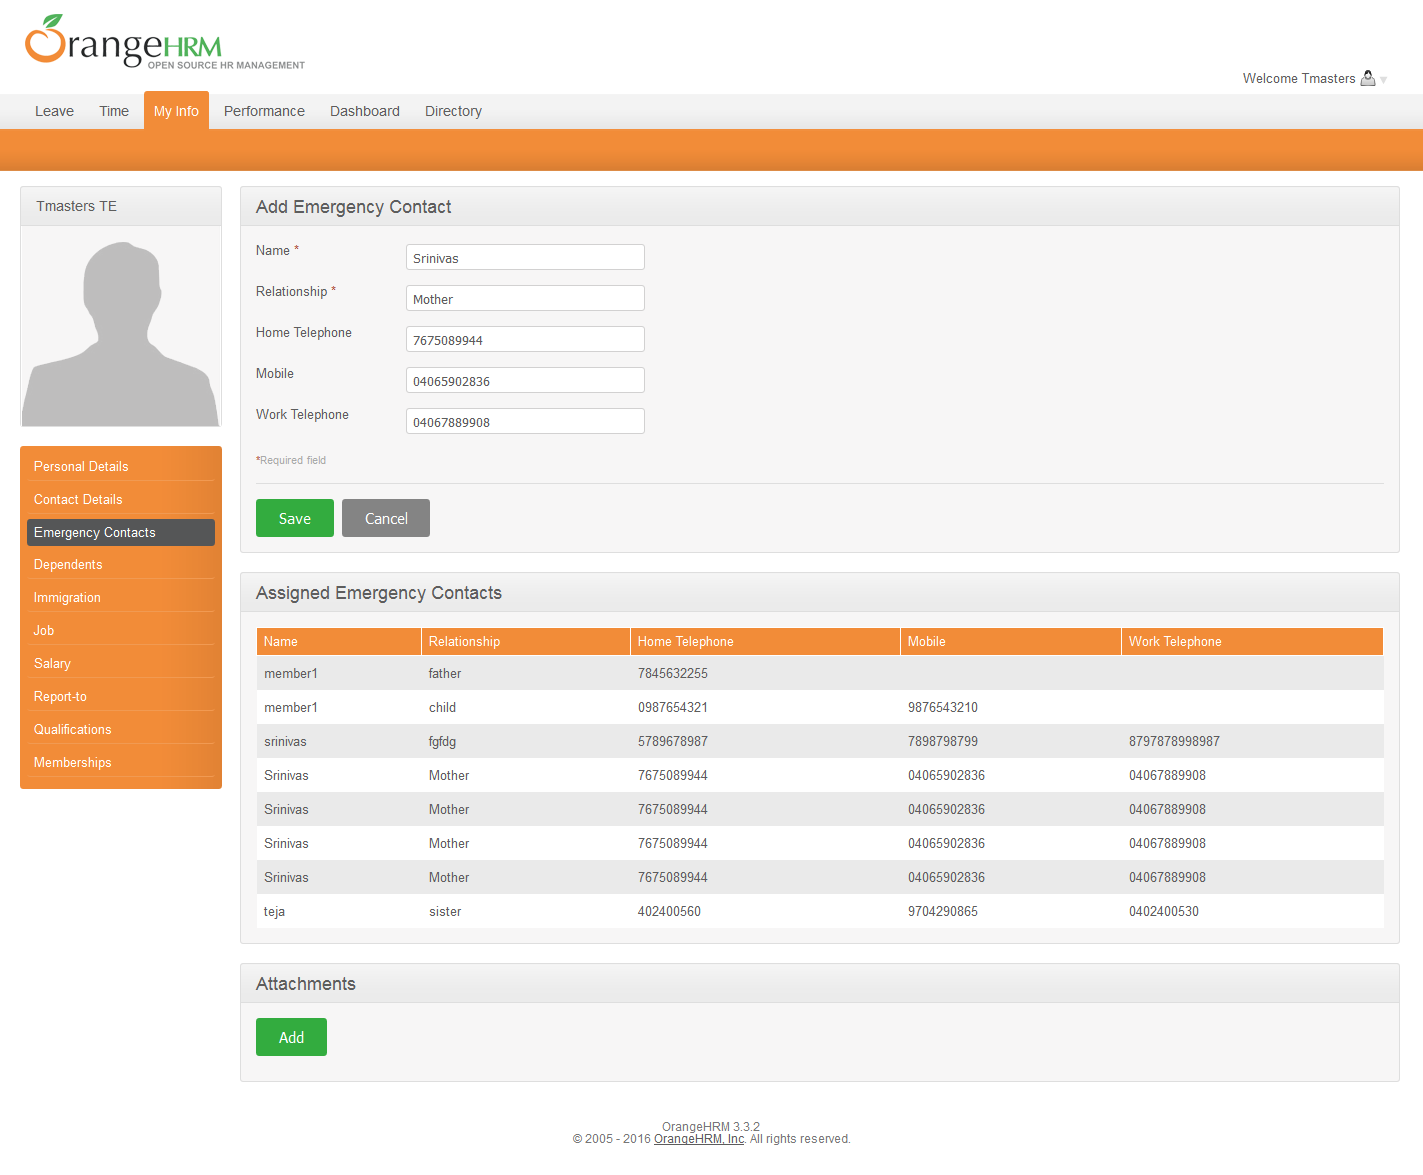 OrangeHRM
OPEN SOURCE HR MANAGEMENT
Welcome Tmasters
Leave Time My Info Performance Dashboard Directory
Tmasters TE
Personal Details
Contact Details
Emergency Contacts
Dependents
Immigration
Job
Salary
Report-to
Qualifications
Memberships
Add Emergency Contact
Name * Srinivas
Relationship * Mother
Home Telephone 7675089944
Mobile 04065902836
Work Telephone 04067889908
*Required field
Save Cancel
Assigned Emergency Contacts
Name Relationship Home Telephone Mobile Work Telephone
member1 father 7845632255
member1 child 0987654321 9876543210
srinivas fgfdg 5789678987 7898798799 8797878998987
Srinivas Mother 7675089944 04065902836 04067889908
Srinivas Mother 7675089944 04065902836 04067889908
Srinivas Mother 7675089944 04065902836 04067889908
Srinivas Mother 7675089944 04065902836 04067889908
teja sister 402400560 9704290865 0402400530
Attachments
Add
OrangeHRM 3.3.2
© 2005 - 2016 OrangeHRM, Inc. All rights reserved.